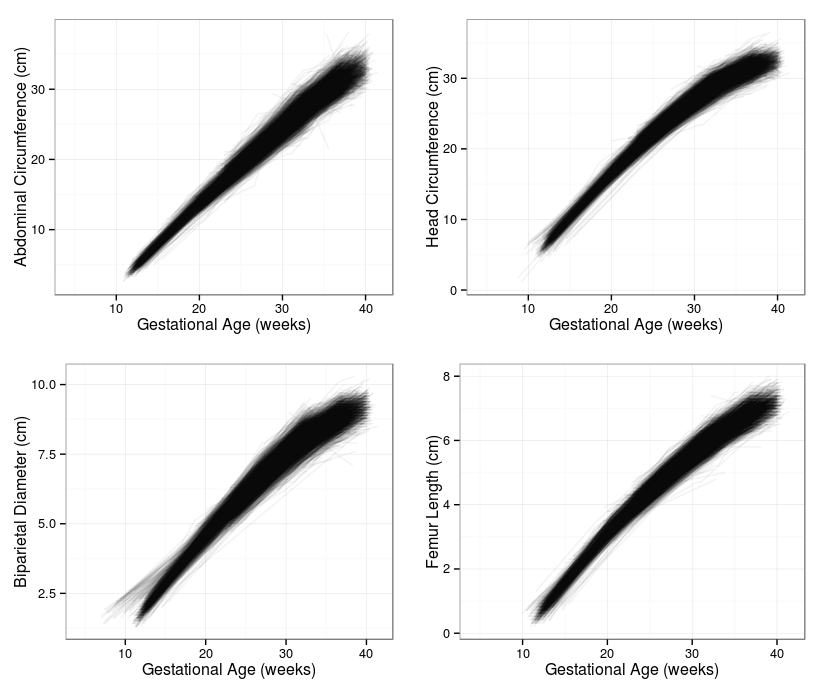 Abdominal Circumference (cm)
30
20
10
10 20 30 40
Gestational Age (weeks)
Head Circumference (cm)
30
20
10
0
10 20 30 40
Gestational Age (weeks)
Biparietal Diameter (cm)
10.0
7.5
5.0
2.5
10 20 30 40
Gestational Age (weeks)
Femur Length (cm)
8
6
4
2
0
10 20 30 40
Gestational Age (weeks)